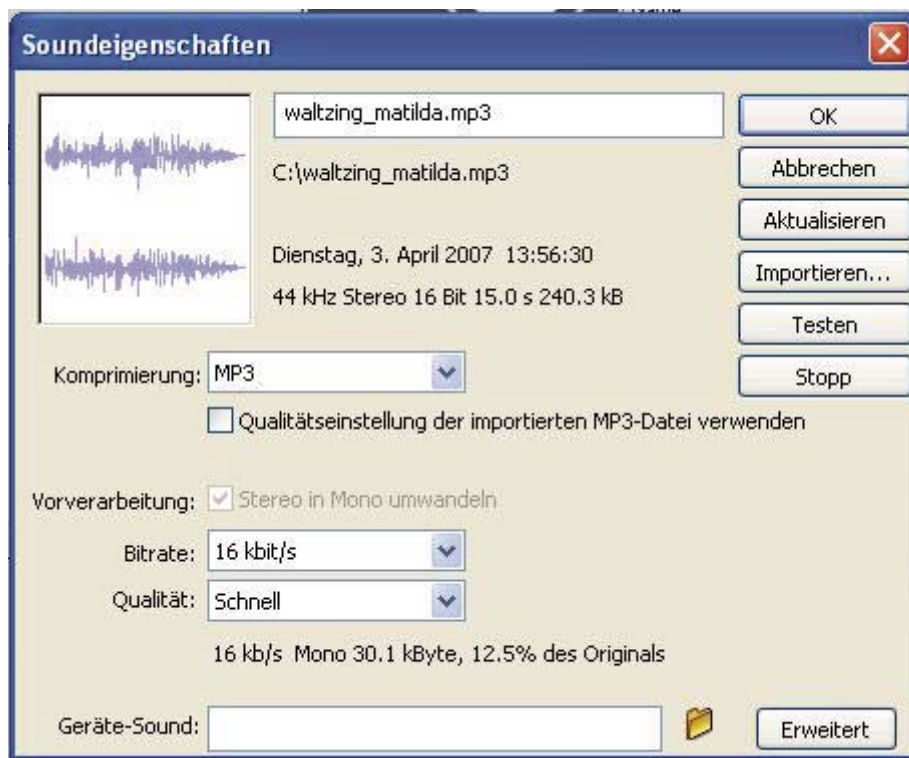 Name
Soundeigenschaften
waltzing_matilda.mp3
C:\waltzing_matilda.mp3
Dienstag, 3. April 2007 13:56:30
44 kHz Stereo 16 Bit 15.0 s 240.3 kB
OK
Abbrechen
Aktualisieren
Importieren...
Testen
Stopp
Komprimierung: MP3
Qualitätseinstellung der importierten MP3-Datei verwenden
Vorverarbeitung: Stereo in Mono umwandeln
Bitrate: 16 kbit/s
Qualität: Schnell
16 kb/s Mono 30.1 kByte, 12.5% des Originals
Geräte-Sound:
Erweitert